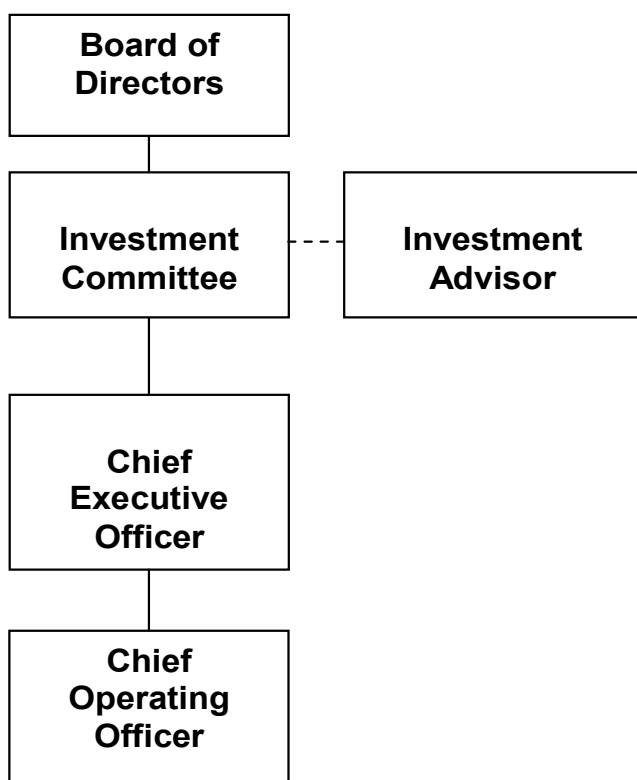 Board of
Directors
Investment
Committee
Investment
Advisor
Chief
Executive
Officer
Chief
Operating
Officer